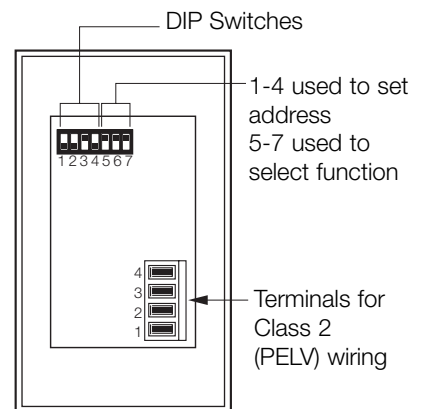 DIP Switches
1-4 used to set
address
5-7 used to
select function
1234567
4
3
2
1
Terminals for
Class 2
(PELV) wiring